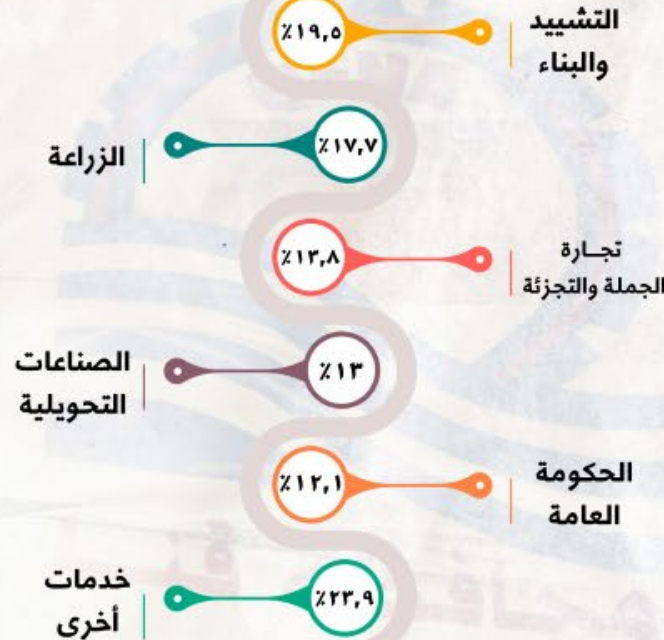 التشييد
والبناء
٪١٩,٥
الزراعة
٪١٧,٧
تجــارة
الجملة والتجزئة
٪١٣,٨
الصناعات
التحويلية
٪١٣
الحكومة
العامة
٪١٢,١
خدمات
أخرى
٪٢٣,٩